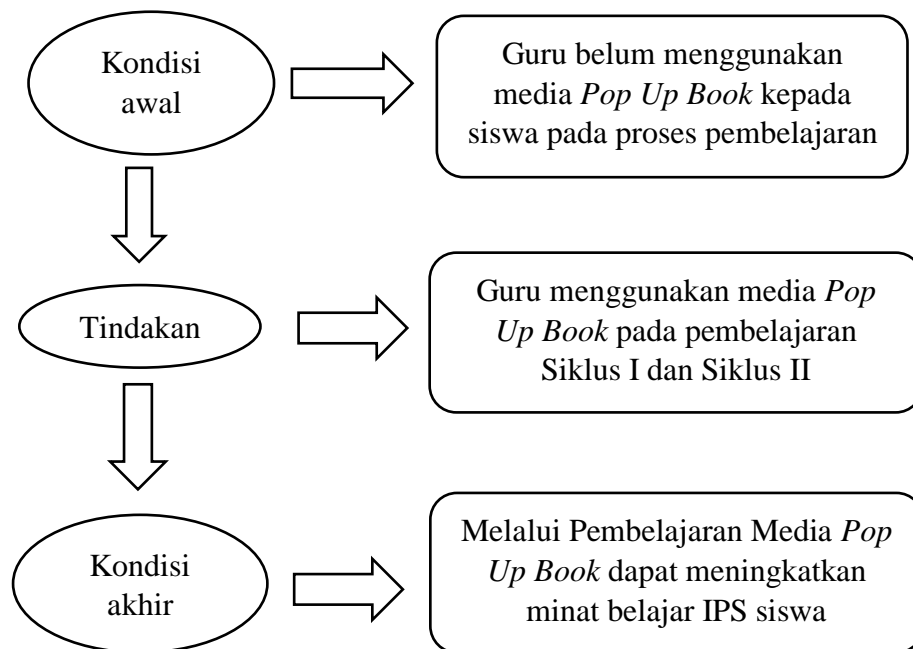 Kondisi
awal
Guru belum menggunakan
media Pop Up Book kepada
siswa pada proses pembelajaran
Tindakan
Guru menggunakan media Pop
Up Book pada pembelajaran
Siklus I dan Siklus II
Kondisi
akhir
Melalui Pembelajaran Media Pop
Up Book dapat meningkatkan
minat belajar IPS siswa